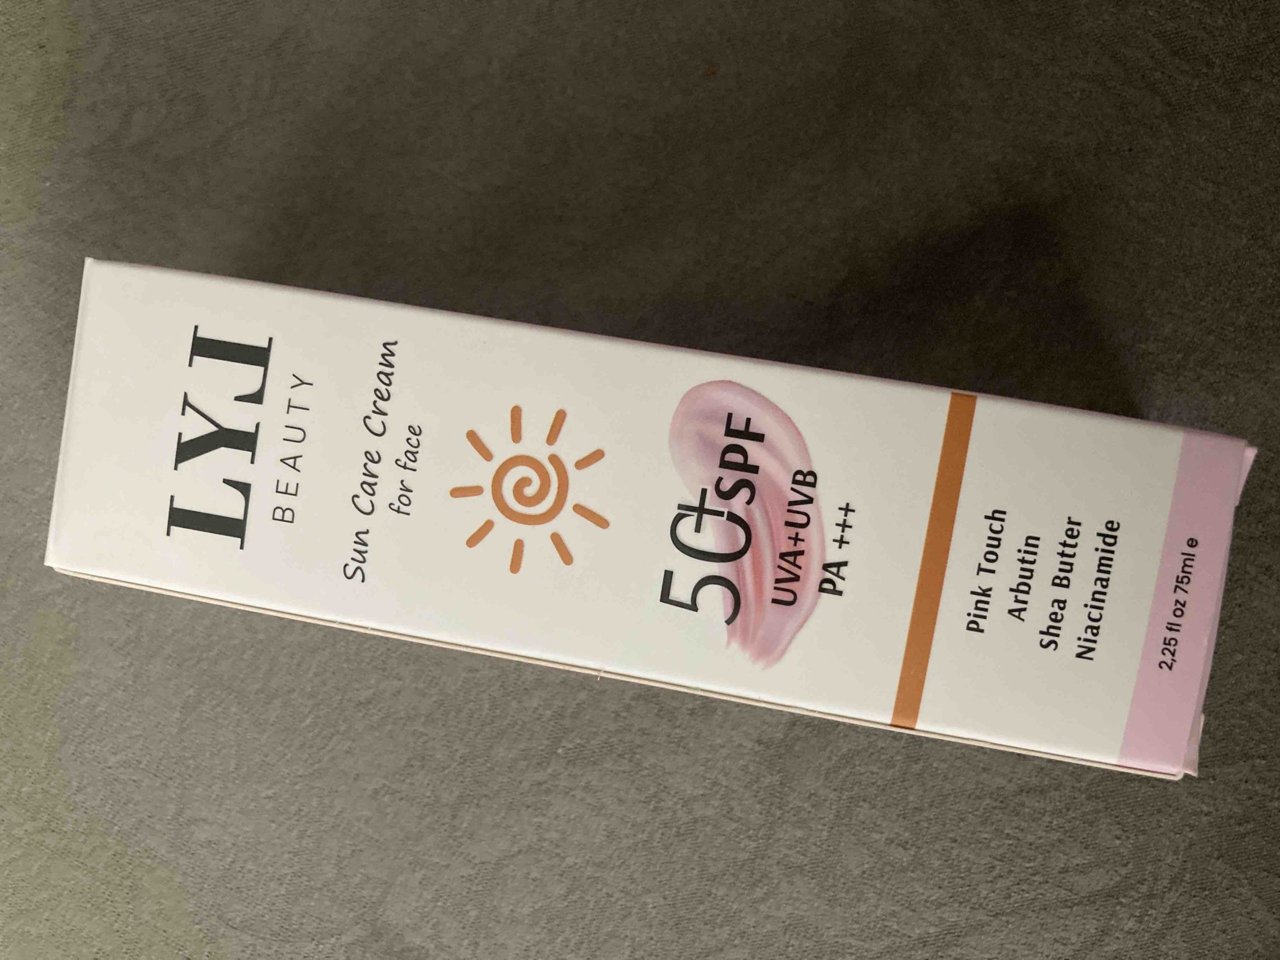 LYJ
BEAUTY
Sun Care Cream
for face
50+SPF
UVA+UVB
PA +++
Pink Touch
Arbutin
Shea Butter
Niacinamide
2,25 fl oz 75ml e